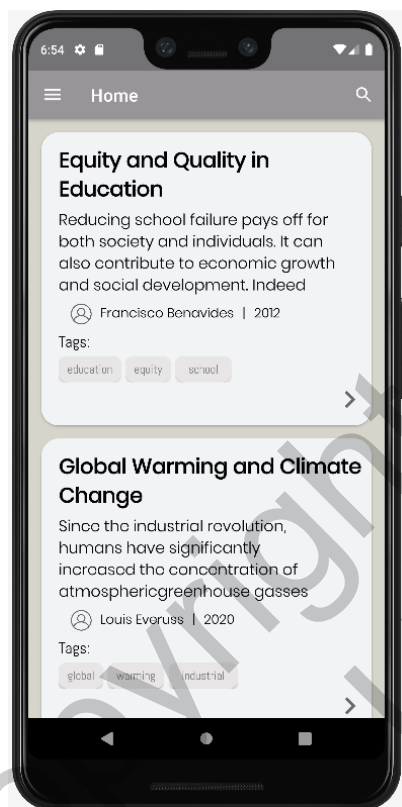 6:54
Home
Equity and Quality in
Education
Reducing school failure pays off for
both society and individuals. It can
also contribute to economic growth
and social development. Indeed
Francisco Benavides | 2012
Tags:
education equity school
Global Warming and Climate
Change
Since the industrial revolution,
humans have significantly
increased the concentration of
atmosphericgreenhouse gasses
Louis Everuss | 2020
Tags:
global warming industrial